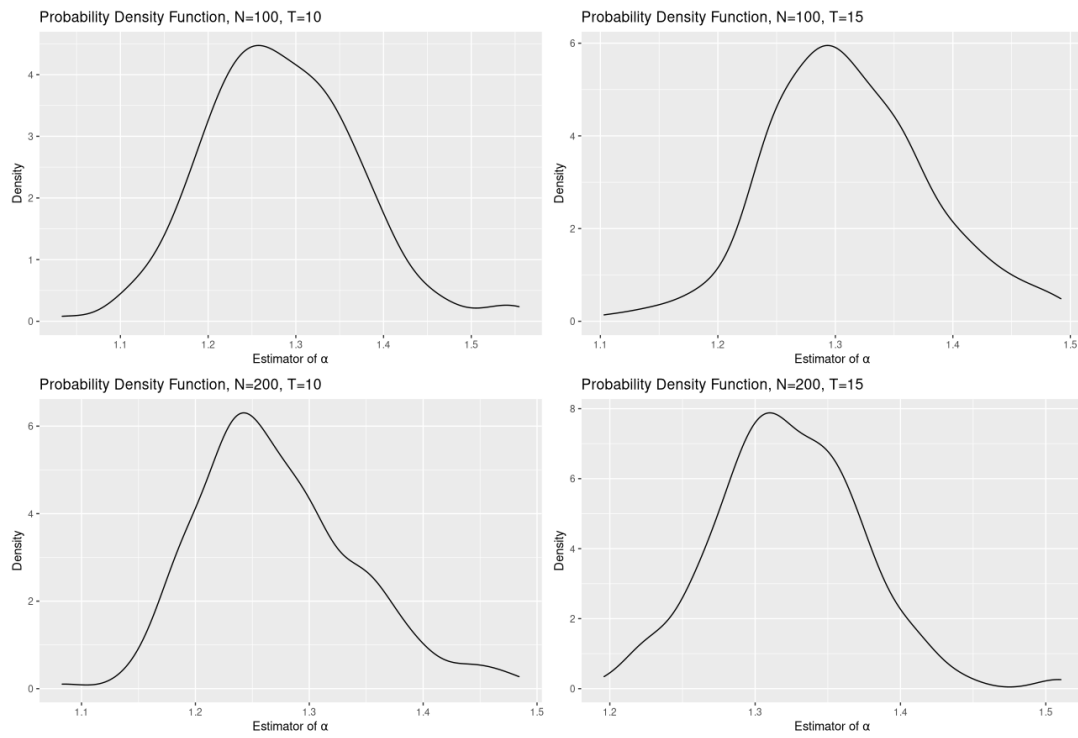 Probability Density Function, N=100, T=10
Density
4
3
2
1
0
1.1 1.2 1.3 1.4 1.5
Estimator of α
Probability Density Function, N=100, T=15
Density
6
4
2
0
1.1 1.2 1.3 1.4 1.5
Estimator of α
Probability Density Function, N=200, T=10
Density
6
4
2
0
1.1 1.2 1.3 1.4 1.5
Estimator of α
Probability Density Function, N=200, T=15
Density
8
6
4
2
0
1.2 1.3 1.4 1.5
Estimator of α